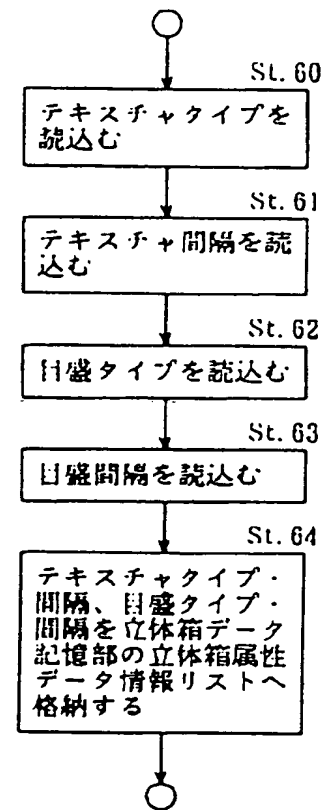 St.60
テキスチャタイプを
読込む
St.61
テキスチャ間隔を読
込む
St.62
目盛タイプを読込む
St.63
目盛間隔を読込む
St.64
テキスチャタイプ・
間隔、目盛タイプ・
間隔を立体箱データ
記憶部の立体箱属性
データ情報リストへ
格納する